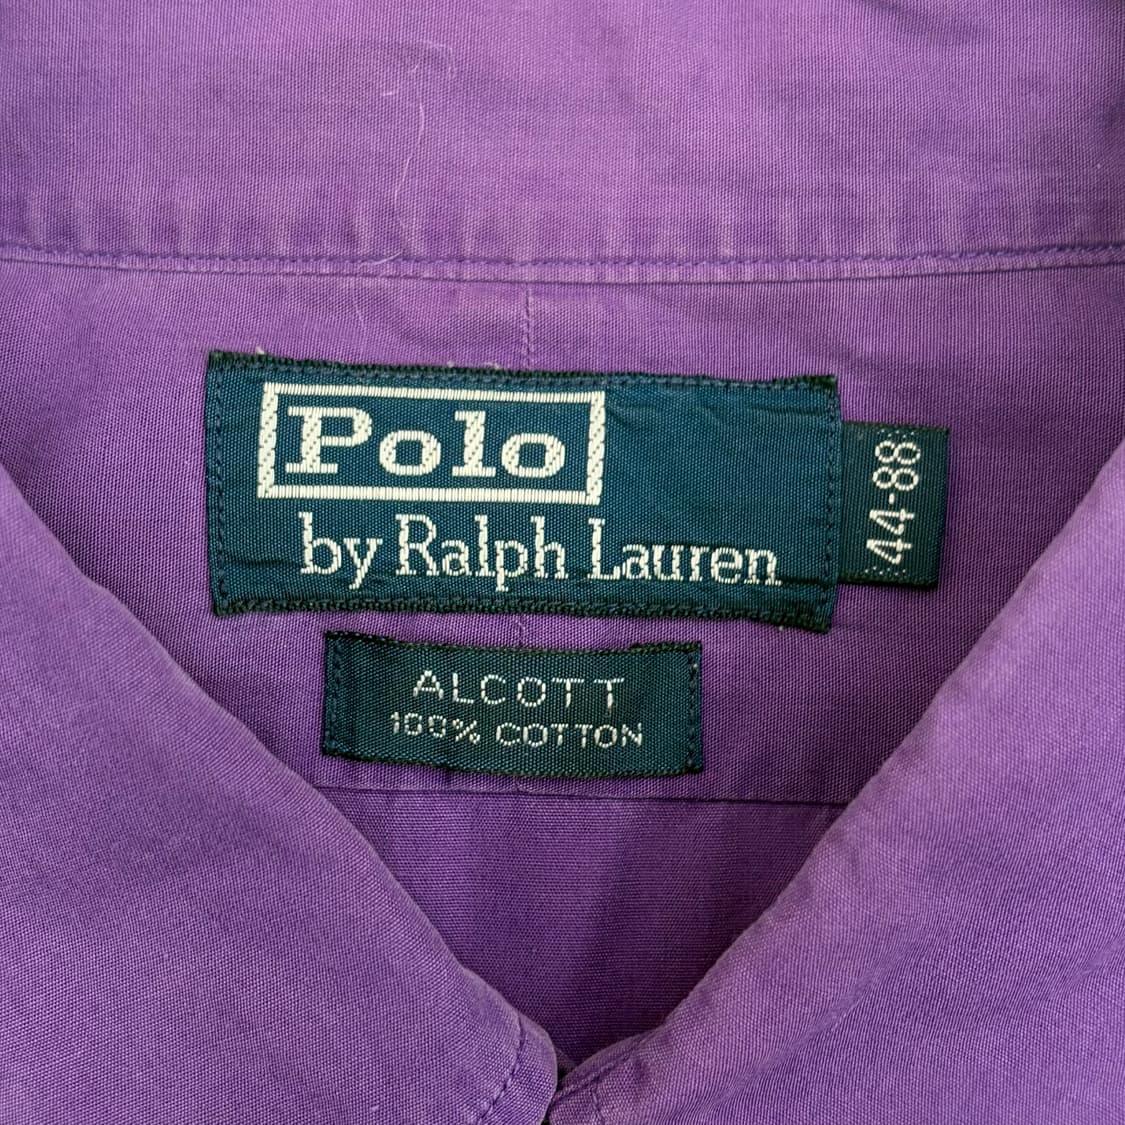 Polo
by Ralph Lauren
44-88
ALCOTT
100% COTTON